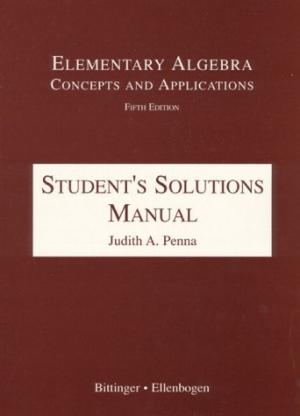 ELEMENTARY ALGEBRA
CONCEPTS AND APPLICATIONS
FIFTH EDITION
STUDENT'S SOLUTIONS
MANUAL
Judith A. Penna
Bittinger • Ellenbogen